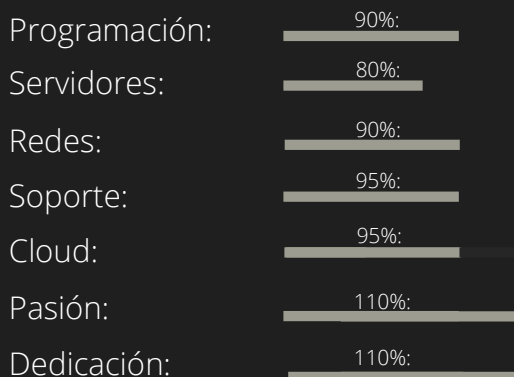 Programación: 90%:
Servidores: 80%:
Redes: 90%:
Soporte: 95%:
Cloud: 95%:
Pasión: 110%:
Dedicación: 110%: